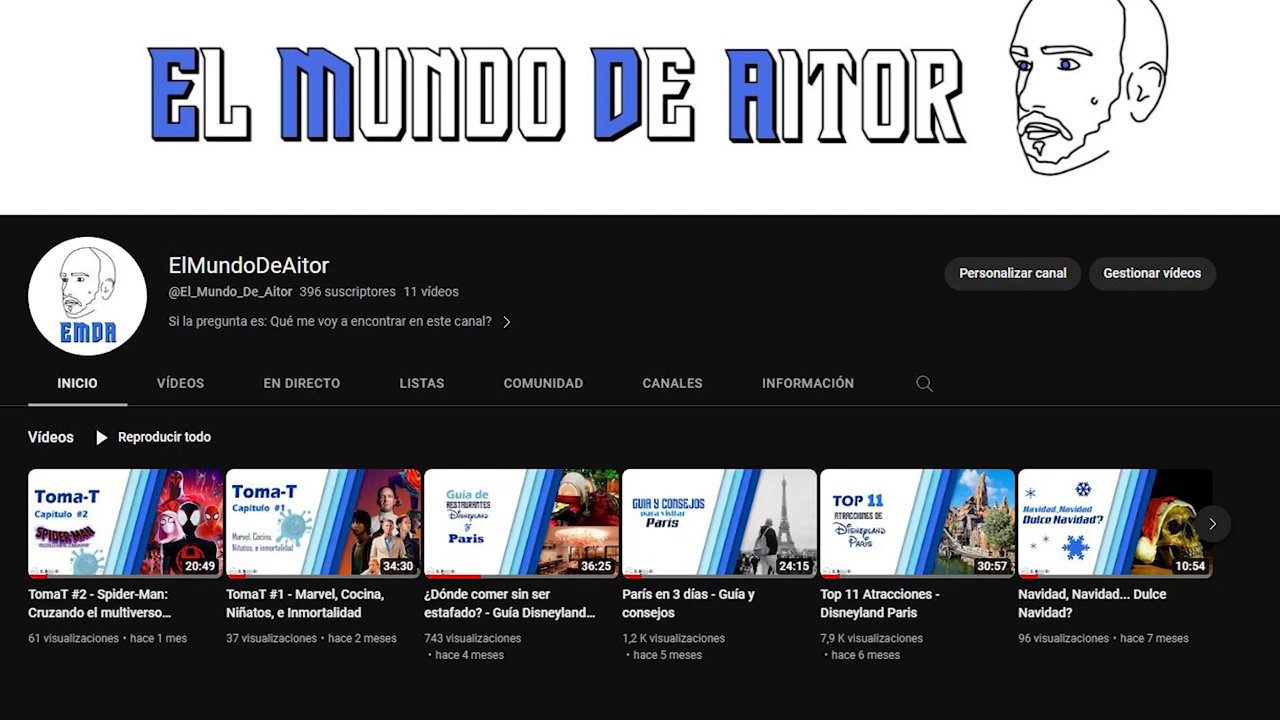 EL MUNDO DE AITOR
EMDA
ElMundoDeAitor
@El_Mundo_De_Aitor 396 suscriptores 11 vídeos
Si la pregunta es: Qué me voy a encontrar en este canal?
Personalizar canal
Gestionar vídeos
INICIO VÍDEOS EN DIRECTO LISTAS COMUNIDAD CANALES INFORMACIÓN
Vídeos Reproducir todo
Toma-T
Capítulo #2
SPIDER-MAN
20:49
TomaT #2 - Spider-Man:
Cruzando el multiverso...
61 visualizaciones • hace 1 mes
Toma-T
Capítulo #1
Marvel, Cocina,
Niñatos, e inmortalidad
34:30
TomaT #1 - Marvel, Cocina,
Niñatos, e Inmortalidad
37 visualizaciones • hace 2 meses
Guía de
RESTAURANTES
DISNEYLAND
y
Paris
36:25
¿Dónde comer sin ser
estafado? - Guía Disneyland...
743 visualizaciones
• hace 4 meses
GUIA Y CONSEJOS
para visitar
Paris
24:15
París en 3 días - Guía y
consejos
1,2 K visualizaciones
• hace 5 meses
TOP 11
ATRACCIONES DE
DISNEYLAND
PARIS
30:57
Top 11 Atracciones -
Disneyland Paris
7,9 K visualizaciones
• hace 6 meses
Navidad, Navidad
Dulce Navidad?
10:54
Navidad, Navidad... Dulce
Navidad?
96 visualizaciones • hace 7 meses